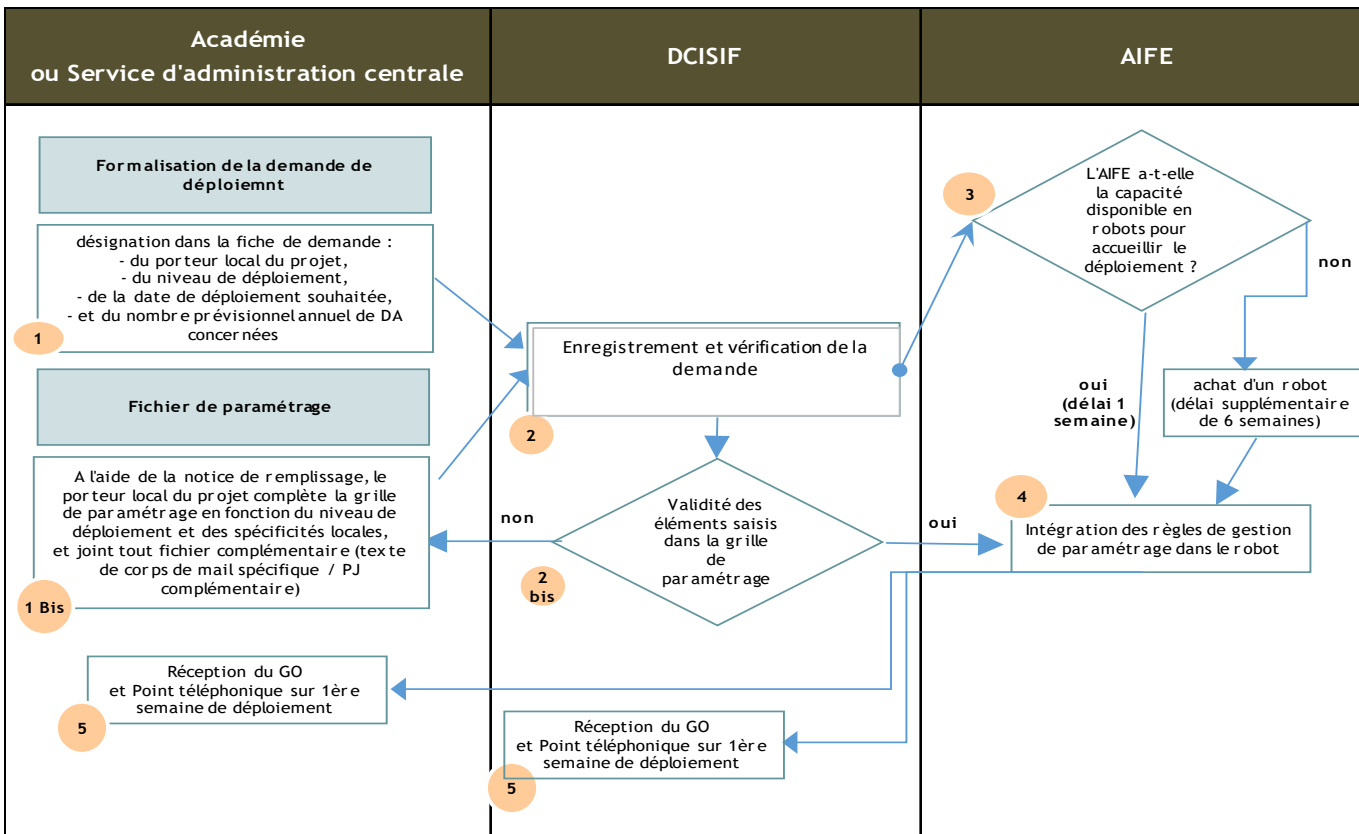 Académie
ou Service d'administration centrale
DCISIF
AIFE
Formalisation de la demande de
déploiemnt
désignation dans la fiche de demande :
- du porteur local du projet,
- du niveau de déploiement,
- de la date de déploiement souhaitée,
- et du nombre prévisionnel annuel de DA
concernées
1
Fichier de paramétrage
A l'aide de la notice de remplissage, le
porteur local du projet complète la grille
de paramétrage en fonction du niveau de
déploiement et des spécificités locales,
et joint tout fichier complémentaire (texte
de corps de mail spécifique / PJ
complémentaire)
1 Bis
Réception du GO
et Point téléphonique sur 1ère
semaine de déploiement
5
Enregistrement et vérification de la
demande
2
Validité des
éléments saisis
dans la grille
de
paramétrage
non
oui
2
bis
Réception du GO
et Point téléphonique sur 1ère
semaine de déploiement
5
3
L'AIFE a-t-elle
la capacité
disponible en
robots pour
accueillir le
déploiement ?
non
oui
(délai 1
semaine)
achat d'un robot
(délai supplémentaire
de 6 semaines)
4
Intégration des règles de gestion
de paramétrage dans le robot